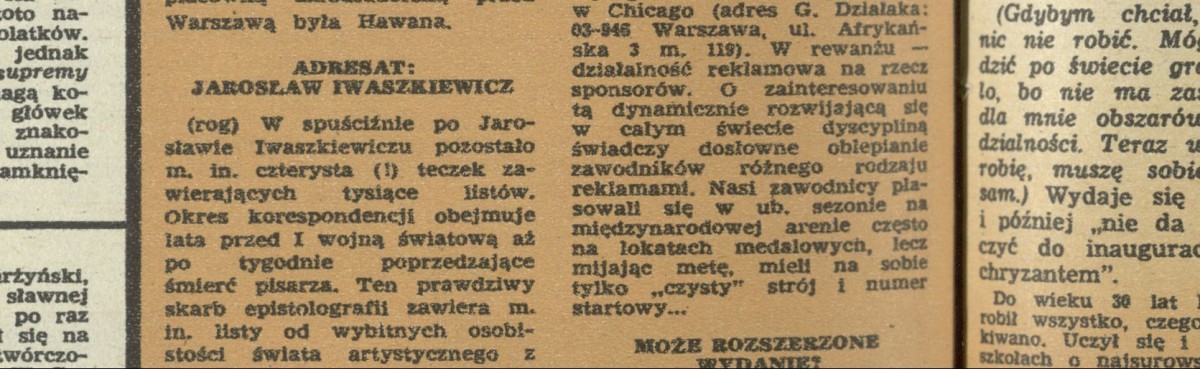 oto na-
olatków.
jednak
supremy
agą ko-
główek
znako-
uznanie
amknię-
arżyński,
sławnej
po raz
się na
twórczo-
Warszawą była Hawana.
ADRESAT:
JAROSŁAW IWASZKIEWICZ
(rog) W spuściźnie po Jaro-
sławie Iwaszkiewiczu pozostało
m. in. czterysta (!) teczek za-
wierających tysiące listów.
Okres korespondencji obejmuje
lata przed I wojną światową aż
po tygodnie poprzedzające
śmierć pisarza. Ten prawdziwy
skarb epistolografii zawiera m.
in. listy od wybitnych osobi-
stości świata artystycznego z
w Chicago (adres G. Działaka:
03-946 Warszawa, ul. Afrykań-
ska 3 m. 119). W rewanżu —
działalność reklamowa na rzecz
sponsorów. O zainteresowaniu
tą dynamicznie rozwijającą się
w całym świecie dyscypliną
świadczy dosłowne oblepianie
zawodników różnego rodzaju
reklamami. Nasi zawodnicy pla-
sowali się w ub. sezonie na
międzynarodowej arenie często
na lokatach medalowych, lecz
mijając metę, mieli na sobie
tylko „czysty” strój i numer
startowy...
MOŻE ROZSZERZONE
WYDANIE?
(Gdybym chciał,
nic nie robić. Mó
dzić po świecie gr
lo, bo nie ma za
dla mnie obszarów
dzialności. Teraz w
robię, muszę sobie
sam.) Wydaje się
i później „nie da
czyć do inaugurac
chryzantem”.
Do wieku 30 lat
robił wszystko, czeg
kiwano. Uczył się i
szkołach o najsurows